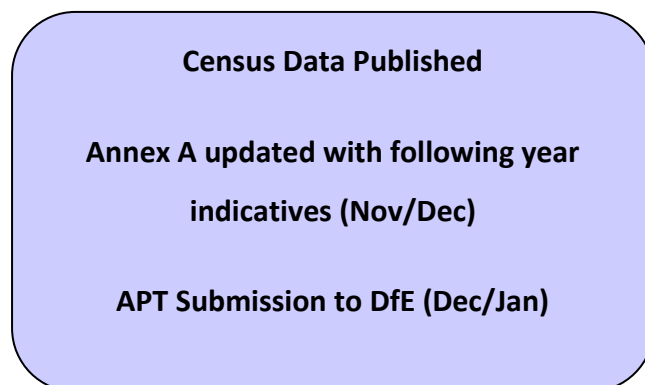 Census Data Published
Annex A updated with following year
indicatives (Nov/Dec)
APT Submission to DfE (Dec/Jan)